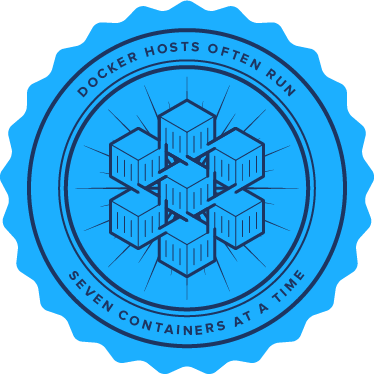 DOCKER HOSTS OFTEN RUN
SEVEN CONTAINERS AT A TIME